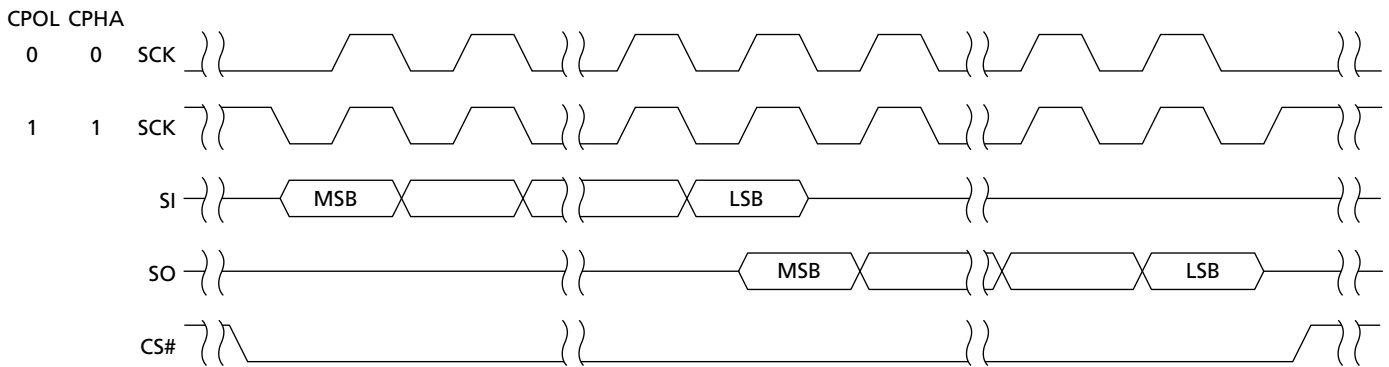 CPOL CPHA
0 0 SCK
1 1 SCK
SI MSB LSB
SO MSB LSB
CS#